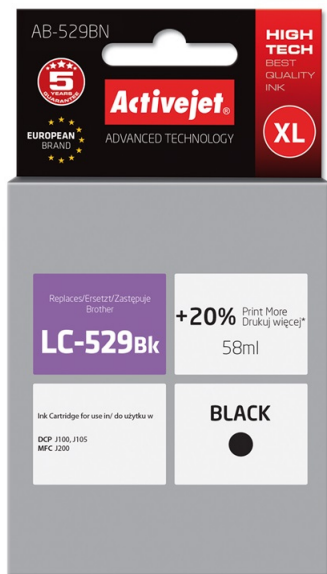 AB-529BN
HIGH
TECH
BEST
QUALITY
INK
5
YEARS
GUARANTEE
Activejet®
EUROPEAN
BRAND
ADVANCED TECHNOLOGY
XL
Replaces/Ersetzt/Zastępuje
Brother
LC-529Bk
+20% Print More
Drukuj więcej*
58ml
Ink Cartridge for use in/ do użytku w
DCP J100, J105
MFC J200
BLACK